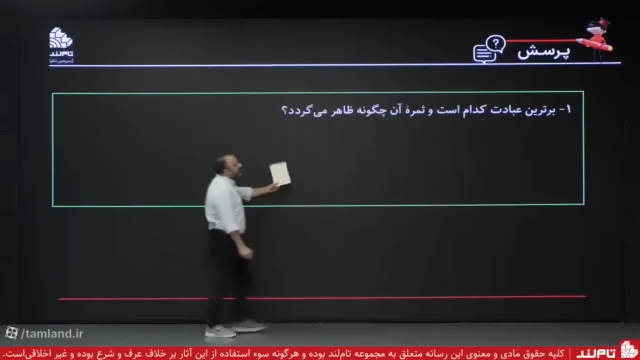 تام‌لند
پرسش
۱- برترین عبادت کدام است و ثمرهٔ آن چگونه ظاهر می‌گردد؟
/tamland.ir
تام‌لند | کلیه حقوق مادی و معنوی این رسانه متعلق به مجموعه تام‌لند بوده و هرگونه سوء استفاده از این آثار بر خلاف عرف و شرع بوده و غیر اخلاقی‌است.